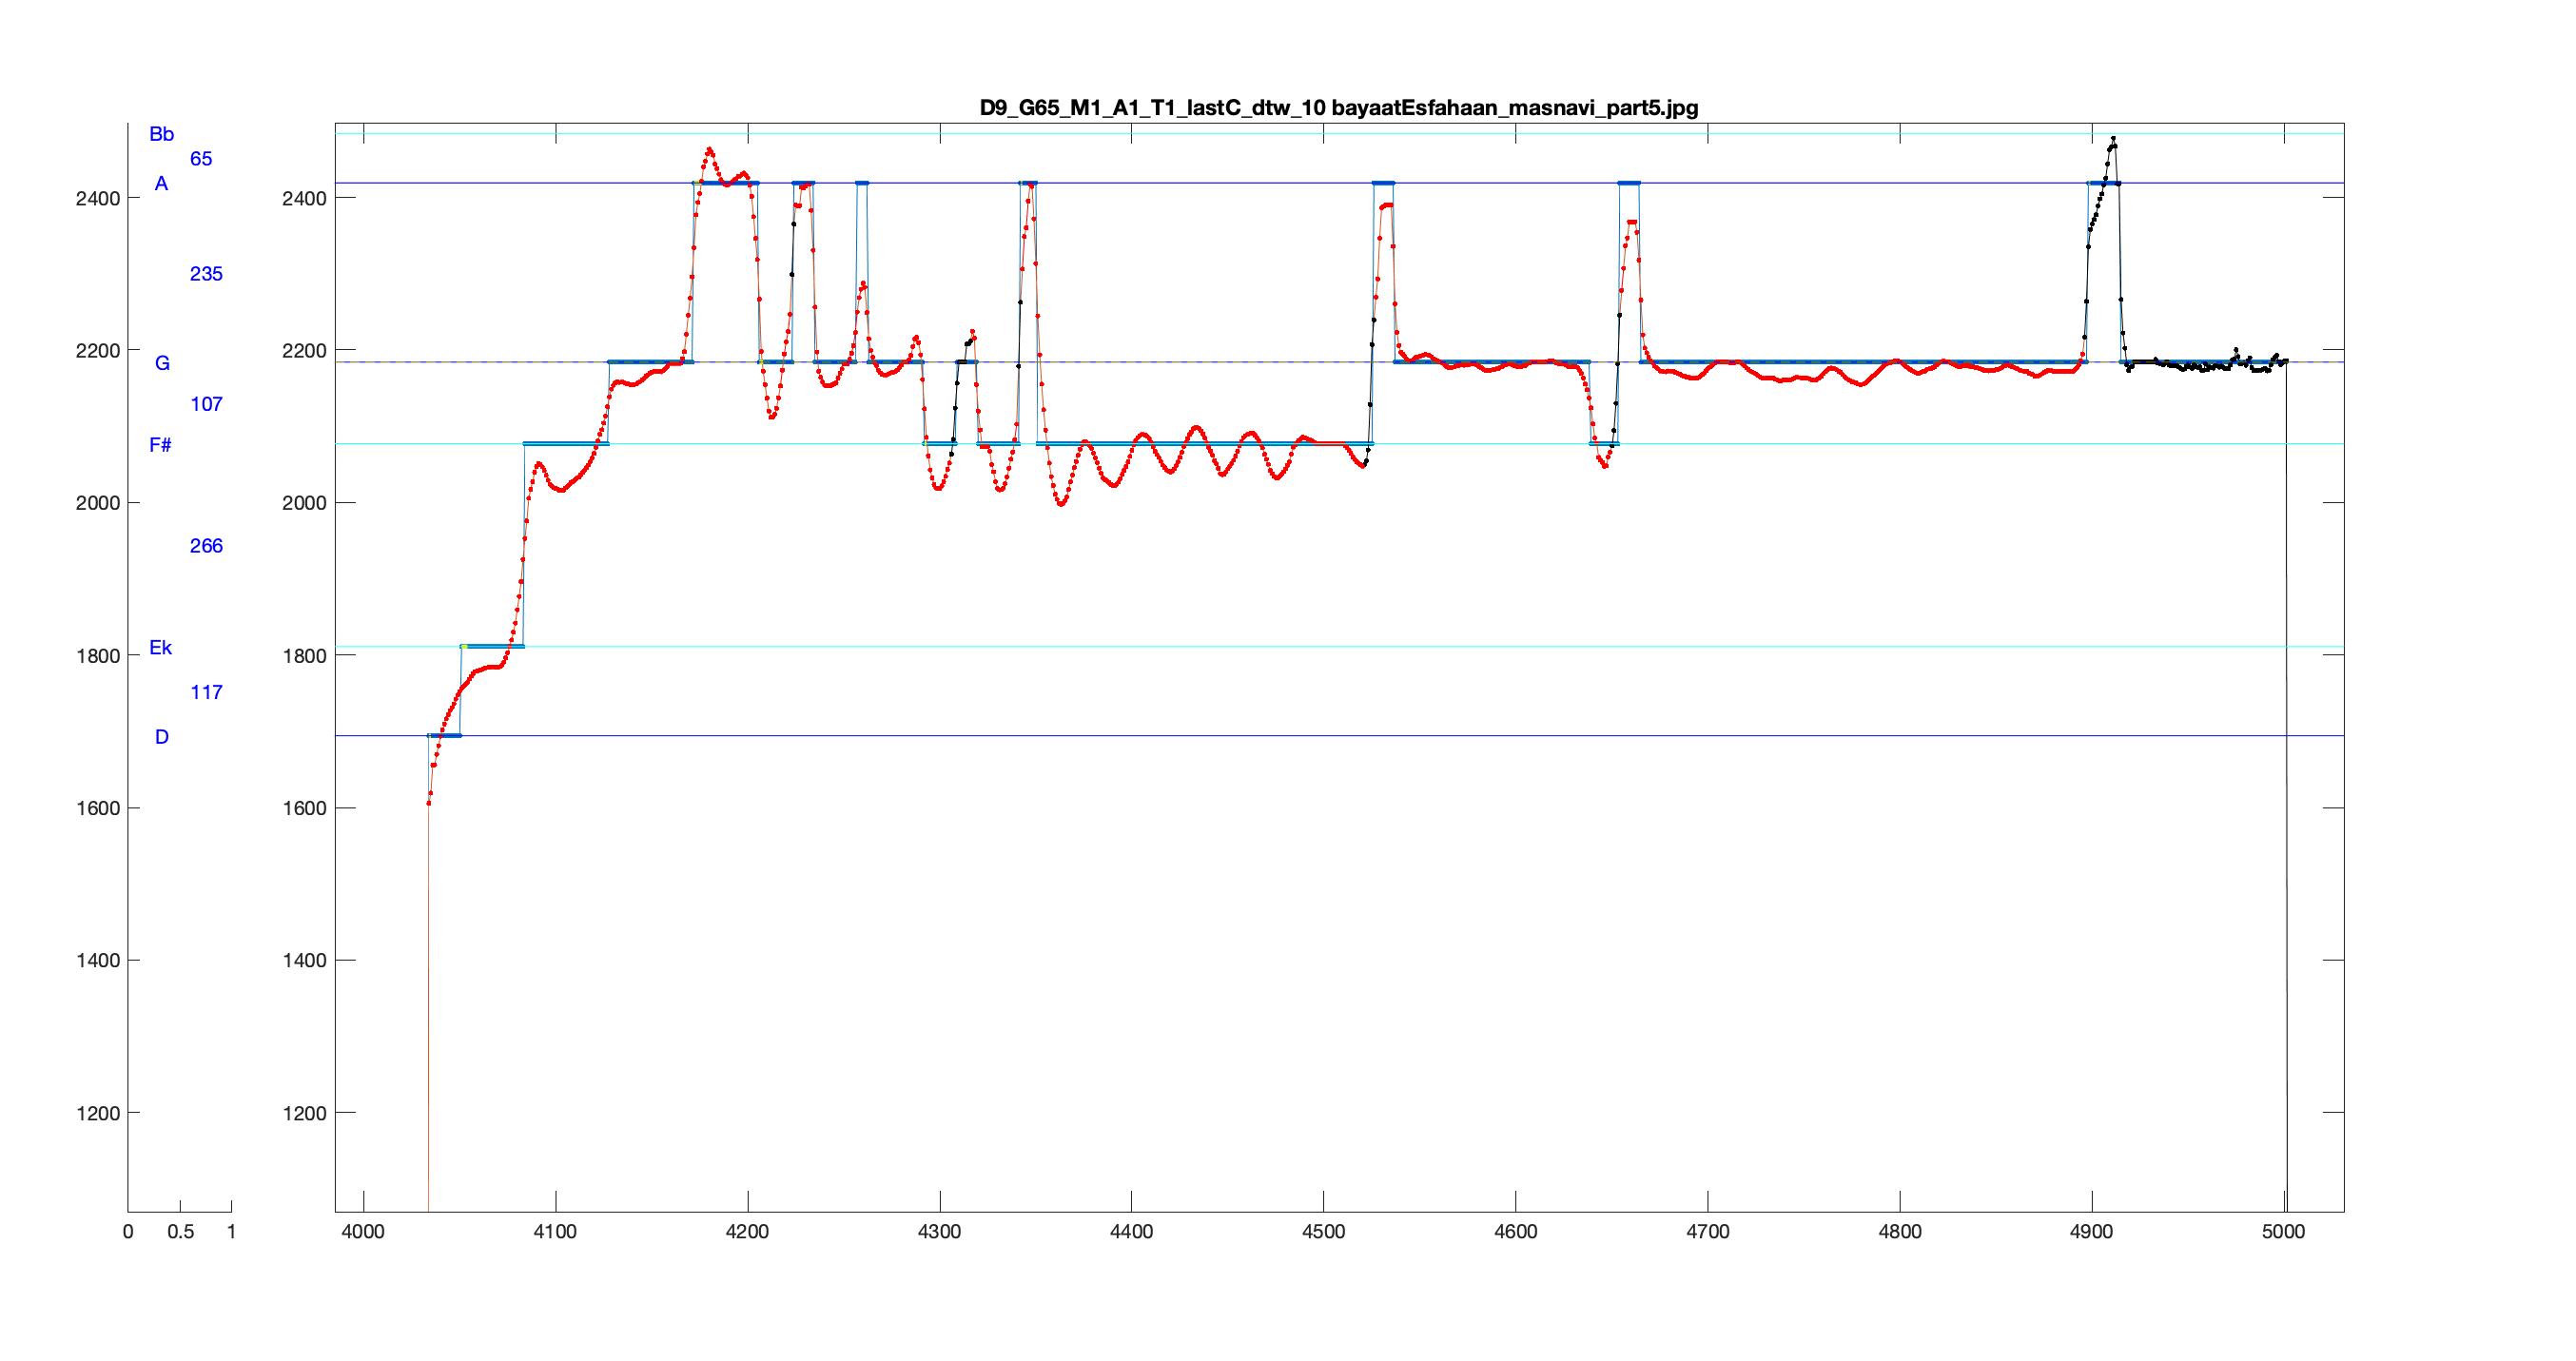 D9_G65_M1_A1_T1_lastC_dtw_10 bayaatEsfahaan_masnavi_part5.jpg
Bb
65
A
2400 2400
235
2200 2200
G
107
F#
2000 2000
266
Ek
1800 1800
117
D
1600 1600
1400 1400
1200 1200
0 0.5 1 4000 4100 4200 4300 4400 4500 4600 4700 4800 4900 5000